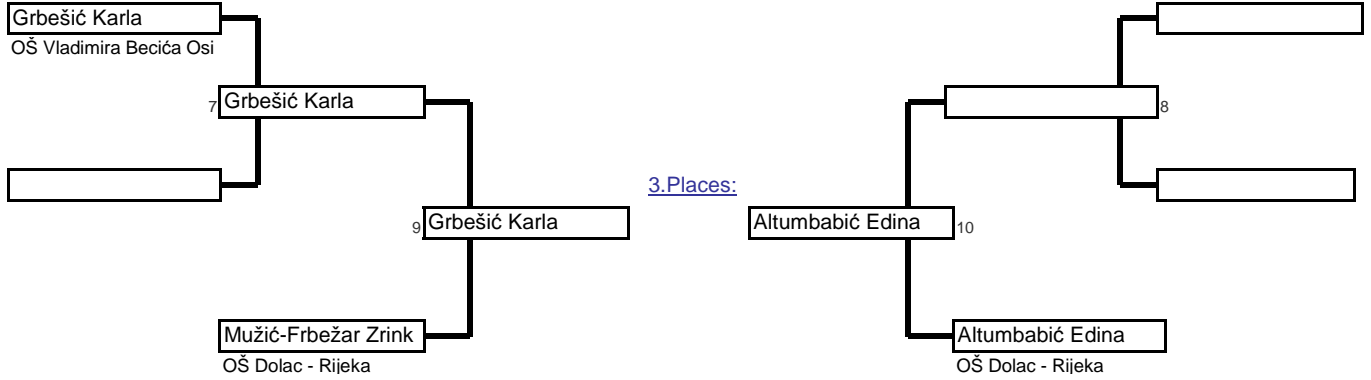 Grbešić Karla
OŠ Vladimira Becića Osi
7 Grbešić Karla
8
3.Places:
9 Grbešić Karla
Altumbabić Edina 10
Mužić-Frbežar Zrink
OŠ Dolac - Rijeka
Altumbabić Edina
OŠ Dolac - Rijeka